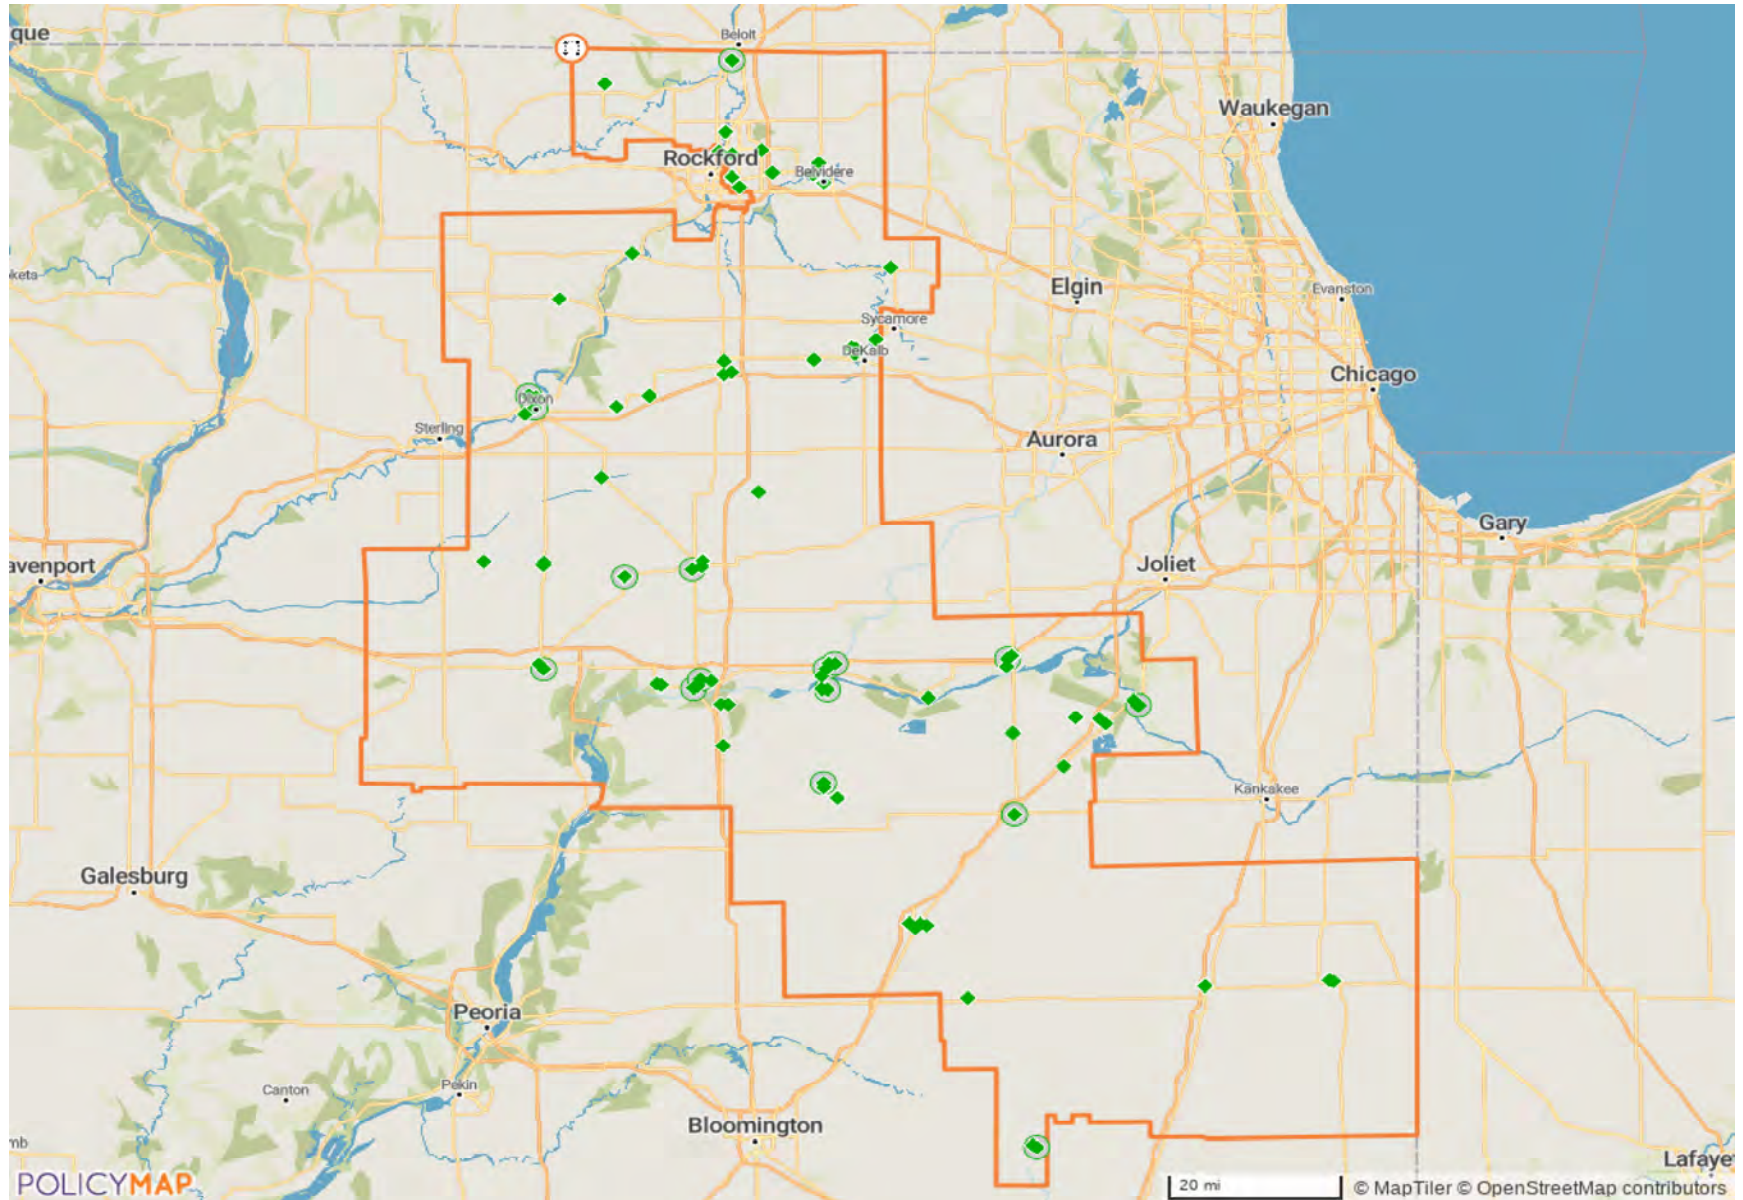 que
Beloit
Waukegan
Rockford
Belvidere
keta
Elgin
Evanston
Sycamore
DeKalb
Chicago
Dixon
Sterling
Aurora
Gary
avenport
Joliet
Kankakee
Galesburg
Peoria
Pekin
Canton
Bloomington
mb
Lafaye
POLICYMAP
20 mi
© MapTiler © OpenStreetMap contributors